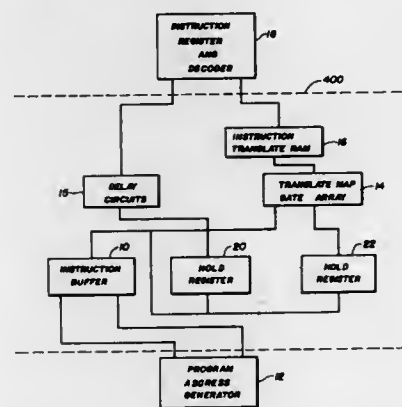 INSTRUCTION
REGISTER
AND
DECODER
18
400
INSTRUCTION
TRANSLATE RAM
16
DELAY
CIRCUITS
15
TRANSLATE MAP
GATE ARRAY
14
10
INSTRUCTION
BUFFER
20
HOLD
REGISTER
22
HOLD
REGISTER
PROGRAM
ADDRESS
GENERATOR
12